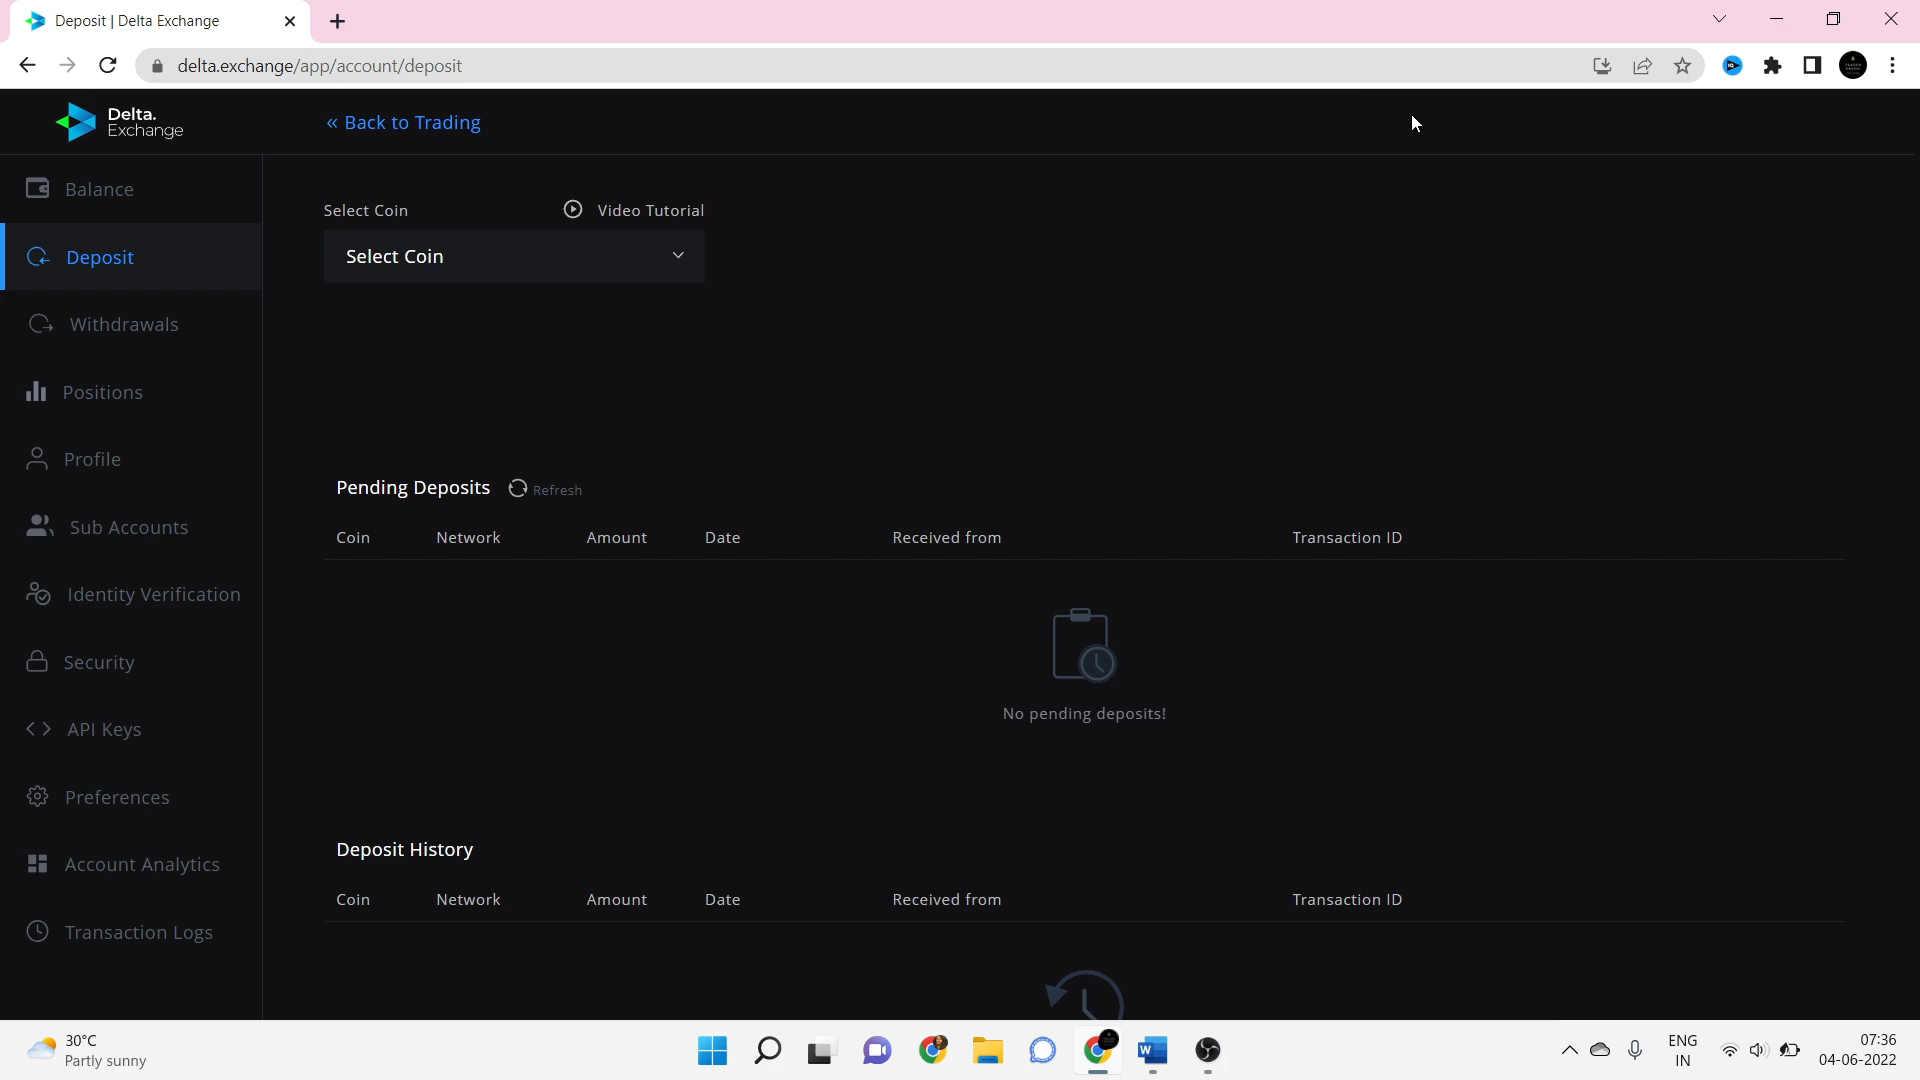 Deposit | Delta Exchange
delta.exchange/app/account/deposit
Delta.
Exchange
« Back to Trading
Balance
Deposit
Withdrawals
Positions
Profile
Sub Accounts
Identity Verification
Security
API Keys
Preferences
Account Analytics
Transaction Logs
Select Coin Video Tutorial
Select Coin
Pending Deposits Refresh
Coin Network Amount Date Received from Transaction ID
No pending deposits!
Deposit History
Coin Network Amount Date Received from Transaction ID
30°C
Partly sunny
W
ENG
IN
07:36
04-06-2022